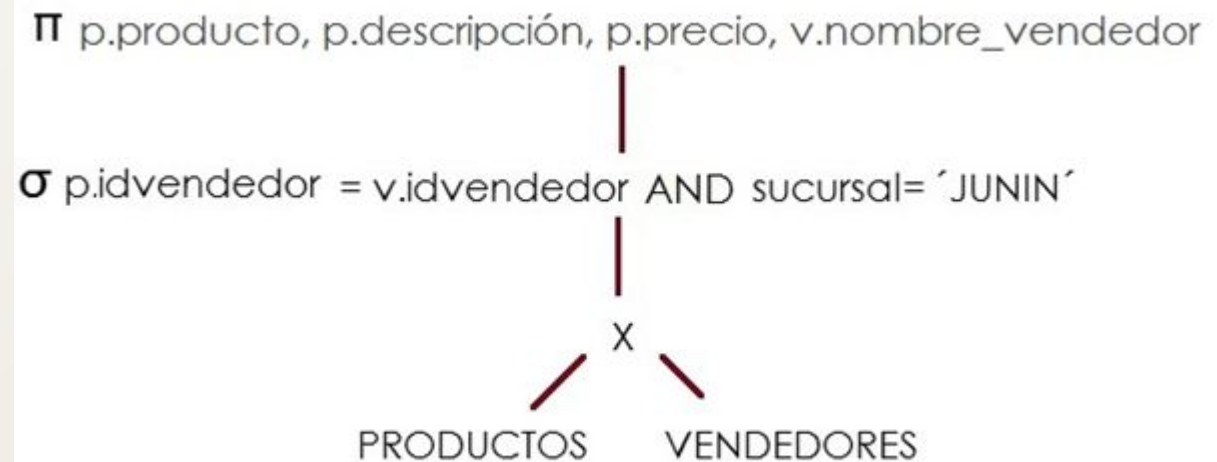 π p.producto, p.descripción, p.precio, v.nombre_vendedor
σ p.idvendedor = v.idvendedor AND sucursal= ´JUNIN´
X
PRODUCTOS VENDEDORES